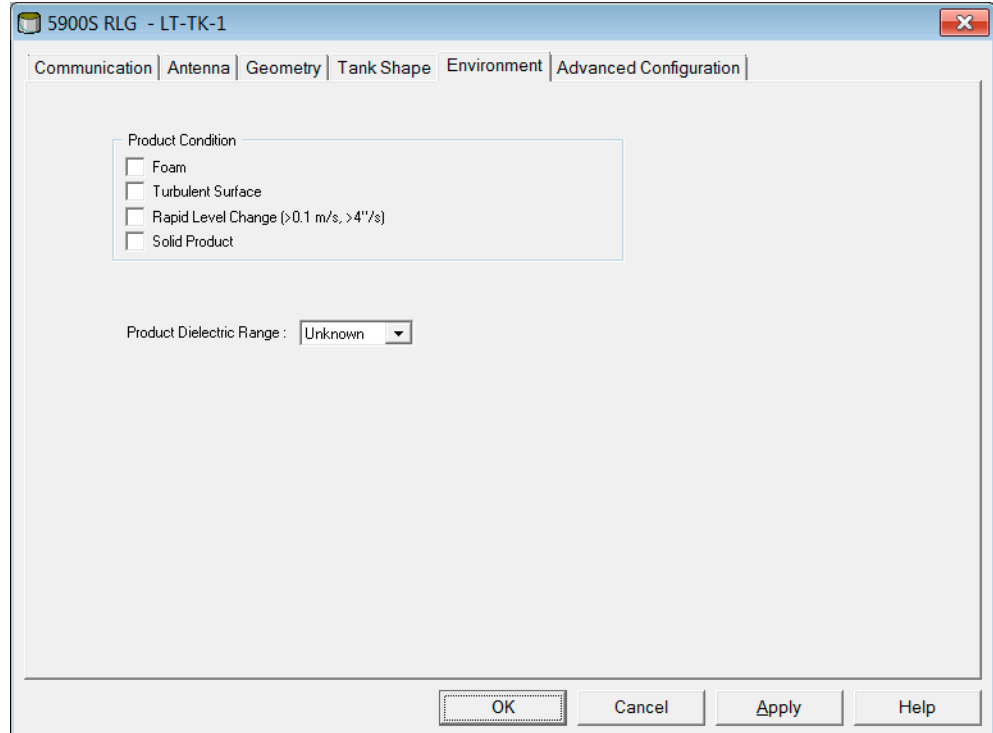 5900S RLG - LT-TK-1
Communication Antenna Geometry Tank Shape Environment Advanced Configuration
Product Condition
Foam
Turbulent Surface
Rapid Level Change (>0.1 m/s, >4"/s)
Solid Product
Product Dielectric Range : Unknown
OK Cancel Apply Help